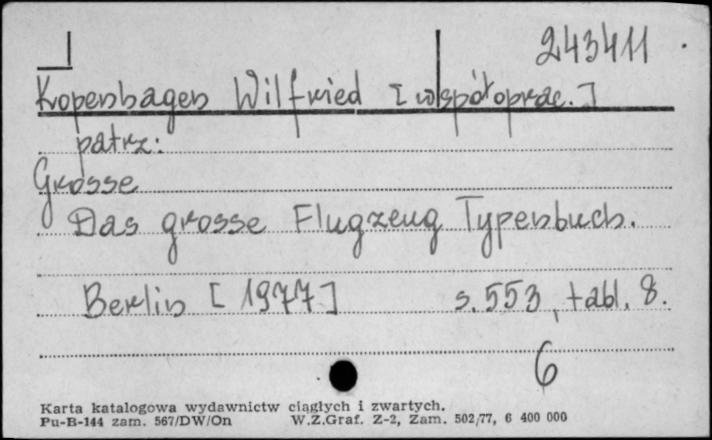 243411
Kopenhagen Wilfried [współoprac.]
patrz:
Grosse
Das grosse Flugzeug Typenbuch.
Berlin [1977] s. 553, tabl. 8.
6
Karta katalogowa wydawnictw ciągłych i zwartych.
Pu-B-144 zam. 567/DW/On W.Z.Graf. Z-2, Zam. 502/77, 6 400 000